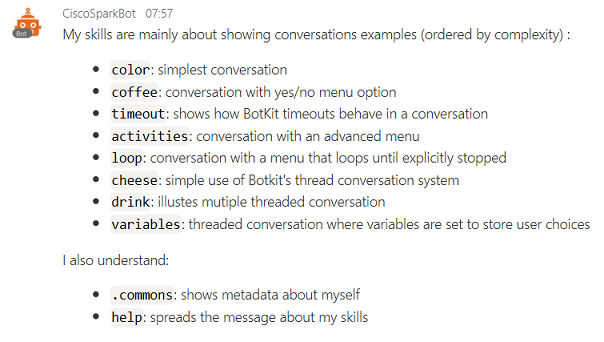 CiscoSparkBot 07:57
Bot
My skills are mainly about showing conversations examples (ordered by complexity) :
• color: simplest conversation
• coffee: conversation with yes/no menu option
• timeout: shows how BotKit timeouts behave in a conversation
• activities: conversation with an advanced menu
• loop: conversation with a menu that loops until explicitly stopped
• cheese: simple use of Botkit's thread conversation system
• drink: illustes mutiple threaded conversation
• variables: threaded conversation where variables are set to store user choices
I also understand:
• .commons: shows metadata about myself
• help: spreads the message about my skills